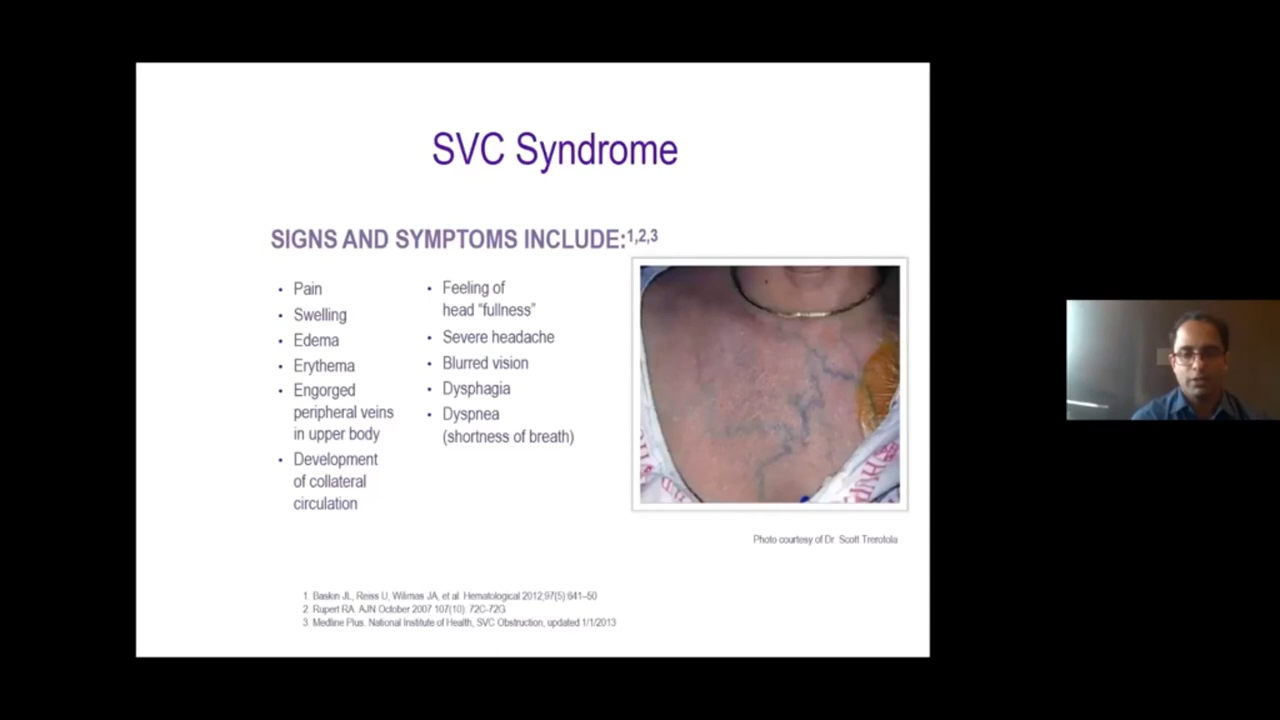 SVC Syndrome
SIGNS AND SYMPTOMS INCLUDE:1,2,3
• Pain
• Swelling
• Edema
• Erythema
• Engorged
peripheral veins
in upper body
• Development
of collateral
circulation
• Feeling of
head “fullness”
• Severe headache
• Blurred vision
• Dysphagia
• Dyspnea
(shortness of breath)
Photo courtesy of Dr. Scott Trerotola
1. Baskin JL, Reiss U, Wilimas JA, et al. Hematological 2012;97(5) 641–50
2. Rupert RA. AJN October 2007 107(10): 72C-72G.
3. Medline Plus. National Institute of Health, SVC Obstruction, updated 1/1/2013